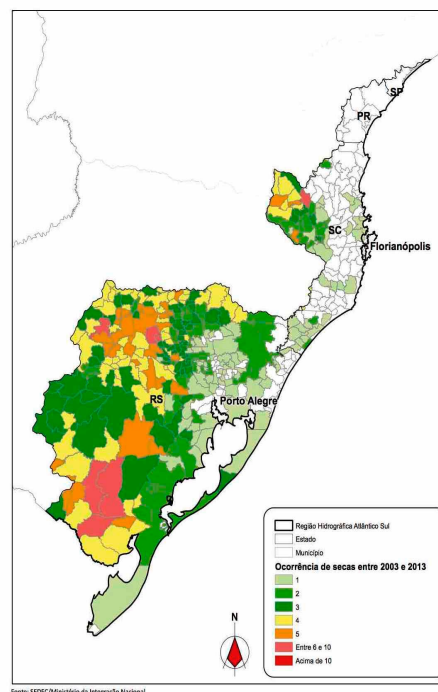 SP
PR
SC
Florianópolis
RS
Porto Alegre
Região Hidrográfica Atlântico Sul
Estado
Município
Ocorrência de secas entre 2003 e 2013
1
2
3
4
5
Entre 6 e 10
Acima de 10
N
Fonte: SEDEC/Ministério da Integração Nacional